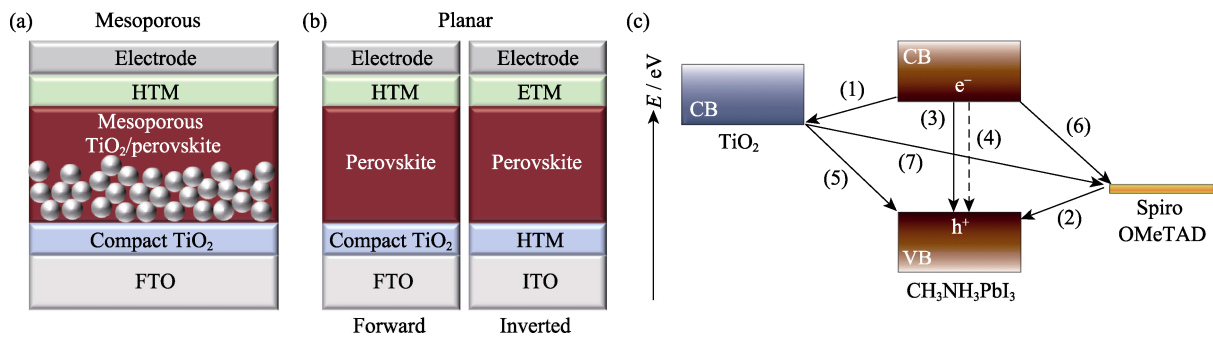 (a)
Mesoporous
Electrode
HTM
Mesoporous
TiO₂/perovskite
Compact TiO₂
FTO
(b)
Planar
Electrode
HTM
Perovskite
Compact TiO₂
FTO
Forward
Electrode
ETM
Perovskite
HTM
ITO
Inverted
(c)
E / eV
CB
TiO₂
CB
e⁻
(1)
(3)
(4)
(6)
(7)
(5)
(2)
h⁺
VB
CH₃NH₃PbI₃
Spiro
OMeTAD